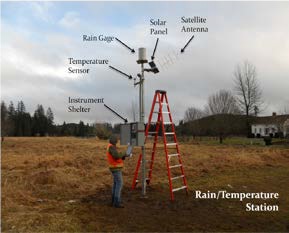 Rain Gage
Solar
Panel
Satellite
Antenna
Temperature
Sensor
Instrument
Shelter
Rain/Temperature
Station